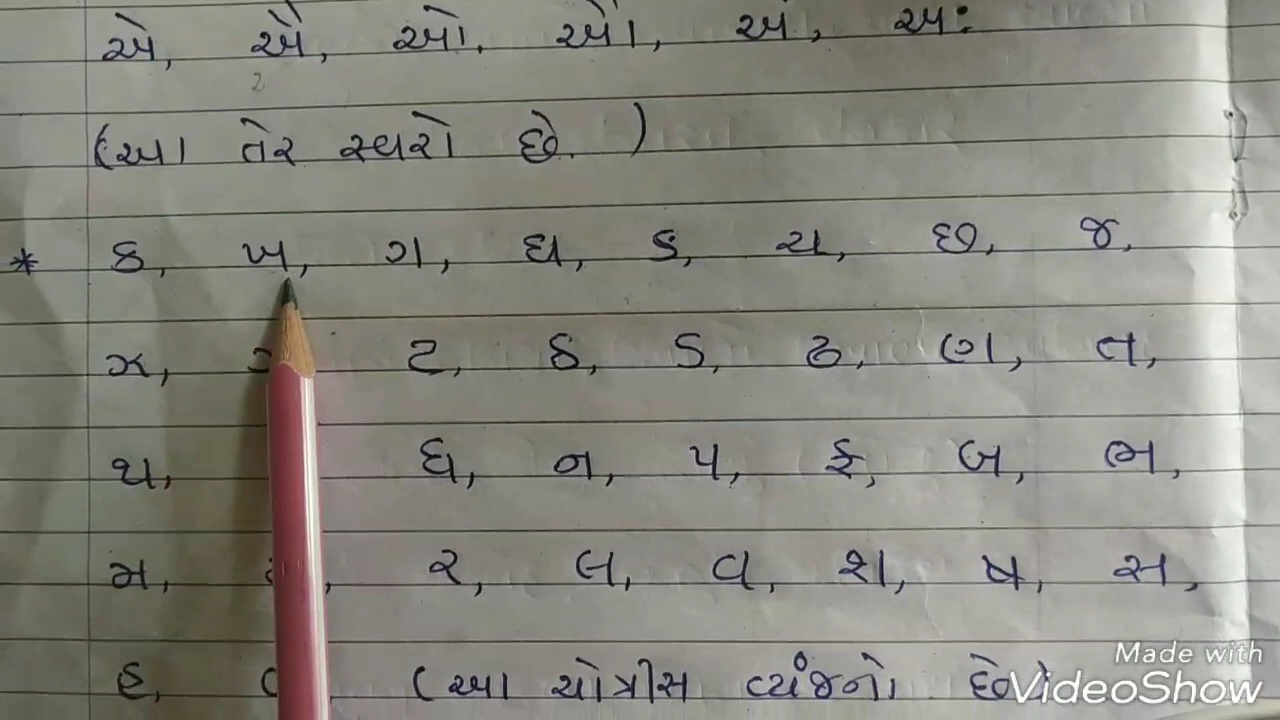 એ, ઐ, ઓ, ઔ, અં, અઃ
(આ તેર સ્વરો છે. )
* ક, ખ, ગ, ઘ, ઙ, ચ, છ, જ,
ઝ, ટ, ઠ, ડ, ઢ, ણ, ત,
થ, ધ, ન, પ, ફ, બ, ભ,
મ, ર, લ, વ, શ, ષ, સ,
હ, (આ ચોત્રીસ વ્યંજનો છે
Made with
VideoShow